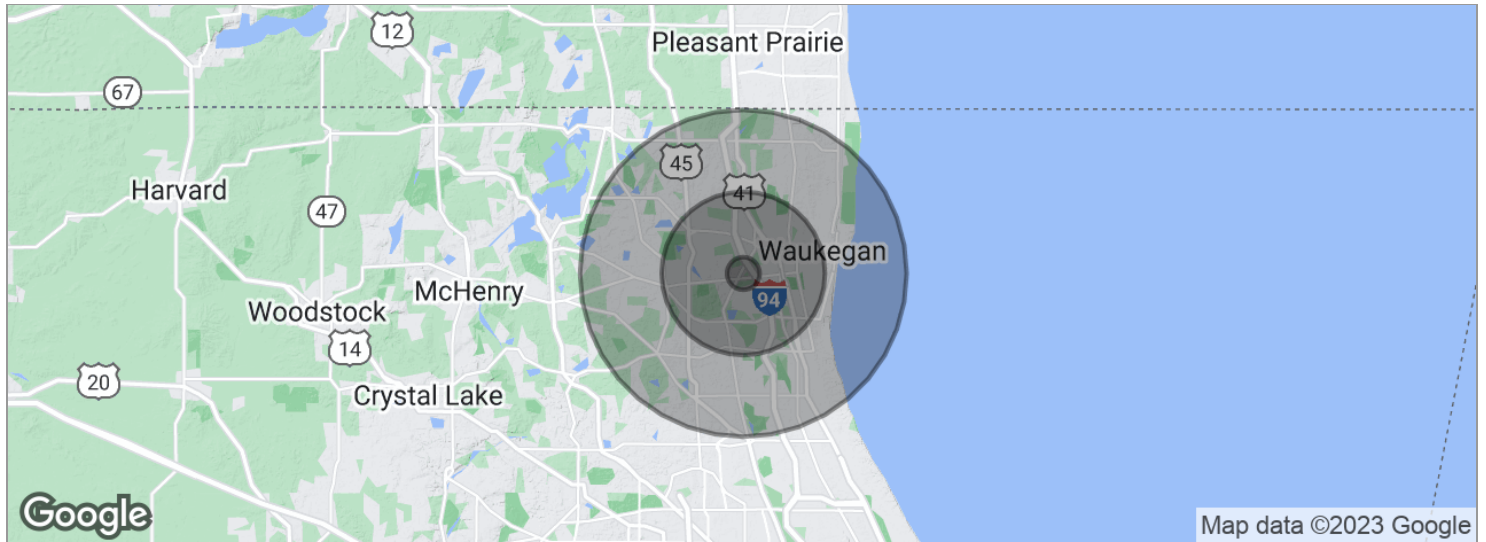 12
Pleasant Prairie
67
45
41
Harvard
47
Waukegan
McHenry
94
Woodstock
14
20
Crystal Lake
Google
Map data ©2023 Google